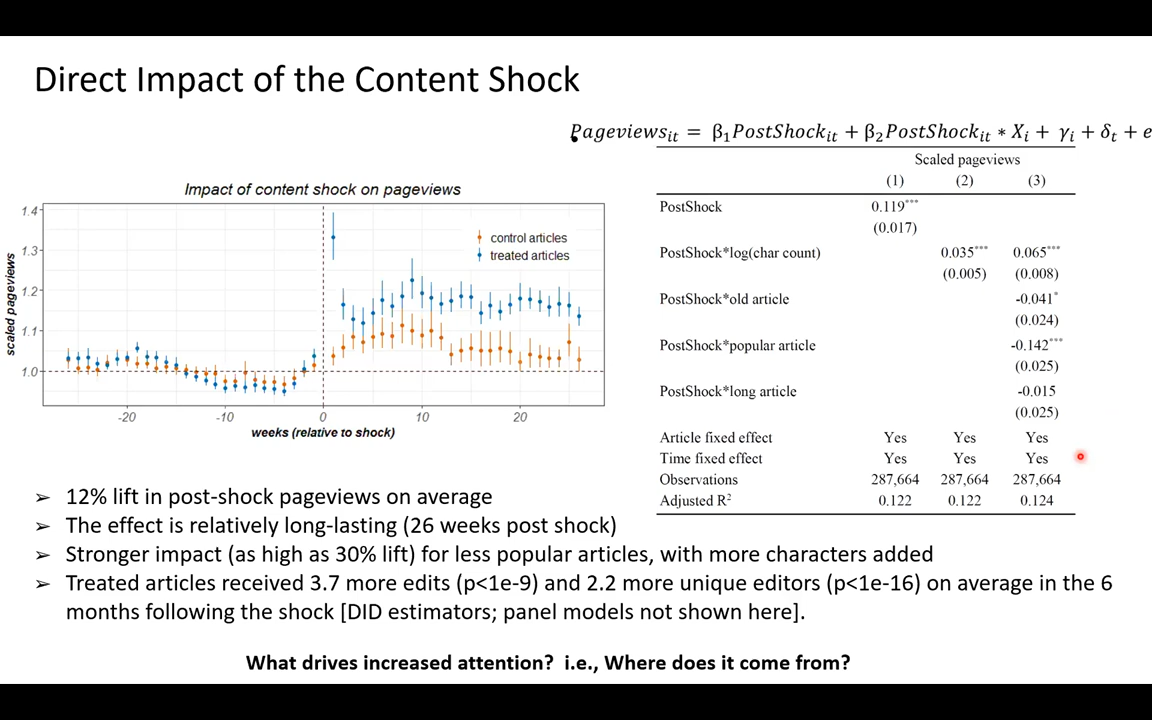 Direct Impact of the Content Shock
Pageviews_it = β₁PostShock_it + β₂PostShock_it * X_i + γ_i + δ_t + e
Impact of content shock on pageviews
1.4
1.3
1.2
1.1
1.0
scaled pageviews
control articles
treated articles
-20 -10 0 10 20
weeks (relative to shock)
Scaled pageviews
(1) (2) (3)
PostShock 0.119***
(0.017)
PostShock*log(char count) 0.035*** 0.065***
(0.005) (0.008)
PostShock*old article -0.041*
(0.024)
PostShock*popular article -0.142***
(0.025)
PostShock*long article -0.015
(0.025)
Article fixed effect Yes Yes Yes
Time fixed effect Yes Yes Yes
Observations 287,664 287,664 287,664
Adjusted R² 0.122 0.122 0.124
➢ 12% lift in post-shock pageviews on average
➢ The effect is relatively long-lasting (26 weeks post shock)
➢ Stronger impact (as high as 30% lift) for less popular articles, with more characters added
➢ Treated articles received 3.7 more edits (p<1e-9) and 2.2 more unique editors (p<1e-16) on average in the 6
months following the shock [DID estimators; panel models not shown here].
What drives increased attention? i.e., Where does it come from?